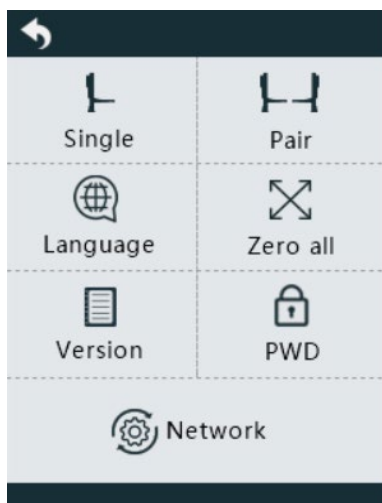 Single
Pair
Language
Zero all
Version
PWD
Network